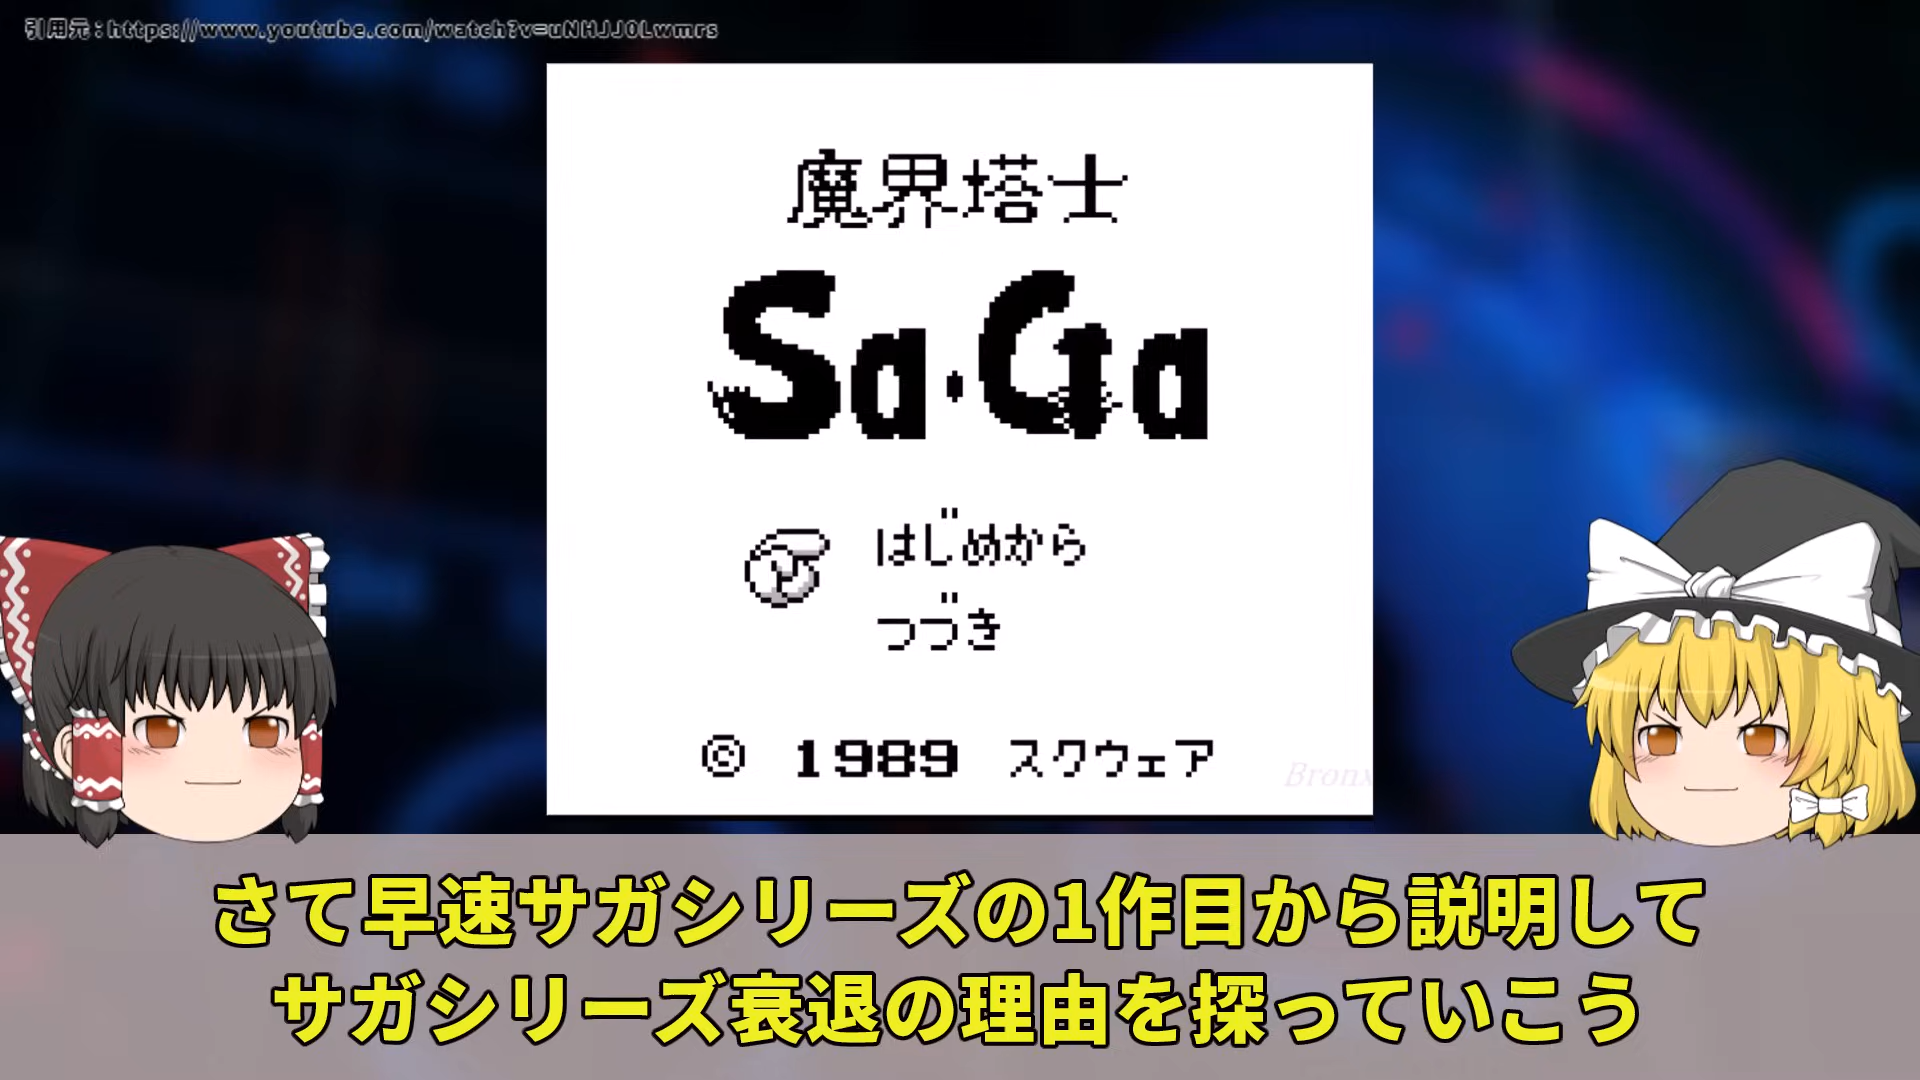 引用元：https://www.youtube.com/watch?v=uNHJJ0Lwmrs
魔界塔士
Sa・Ga
はじめから
つづき
© 1989 スクウェア
Bronx
さて早速サガシリーズの1作目から説明して
サガシリーズ衰退の理由を探っていこう